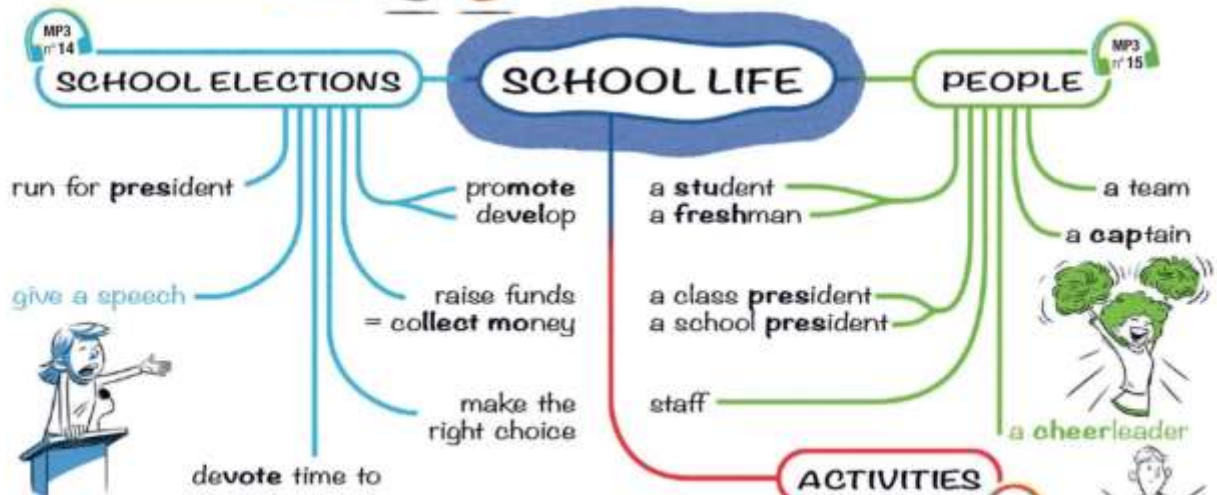 MP3
n° 14
SCHOOL ELECTIONS
SCHOOL LIFE
PEOPLE
MP3
n° 15
run for president
promote
develop
give a speech
raise funds
= collect money
make the
right choice
devote time to
a student
a freshman
a class president
a school president
staff
a team
a captain
a cheerleader
ACTIVITIES